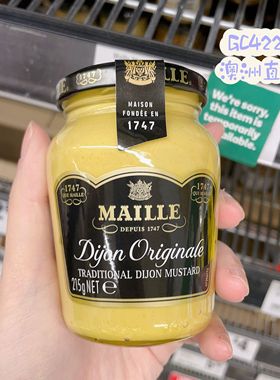 GC422
澳洲直
MAILLE
MAISON
FONDÉE EN
1747
We're sorry,
this item is
temporarily
1747
1747
MAILLE
DEPUIS 1747
Dijon Originale
TRADITIONAL DIJON MUSTARD
215g NET e